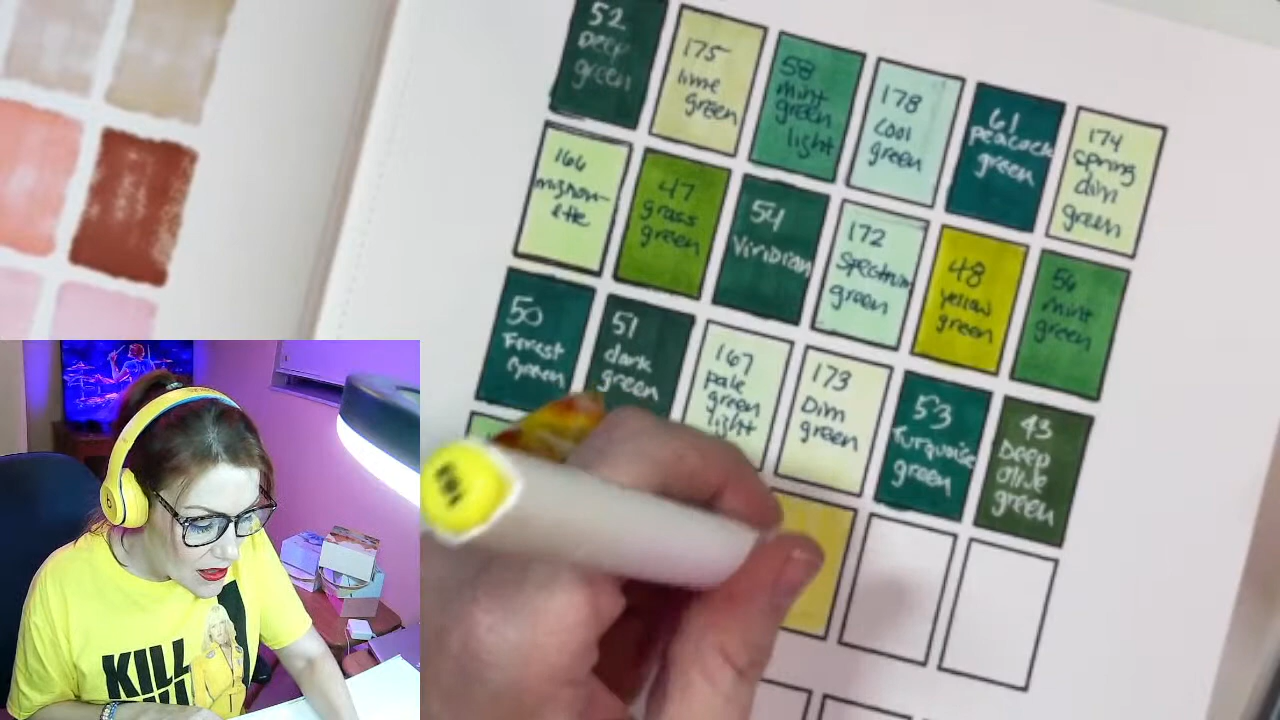 52
Deep
green
175
lime
green
58
mint
green
light
178
Cool
green
61
peacock
green
174
spring
dim
green
166
mignon-
ette
47
grass
green
54
Viridian
172
Spectrum
green
48
yellow
green
56
mint
green
50
Forest
Green
51
dark
green
167
pale
green
light
173
Dim
green
53
Turquoise
green
43
Deep
olive
green
KILL